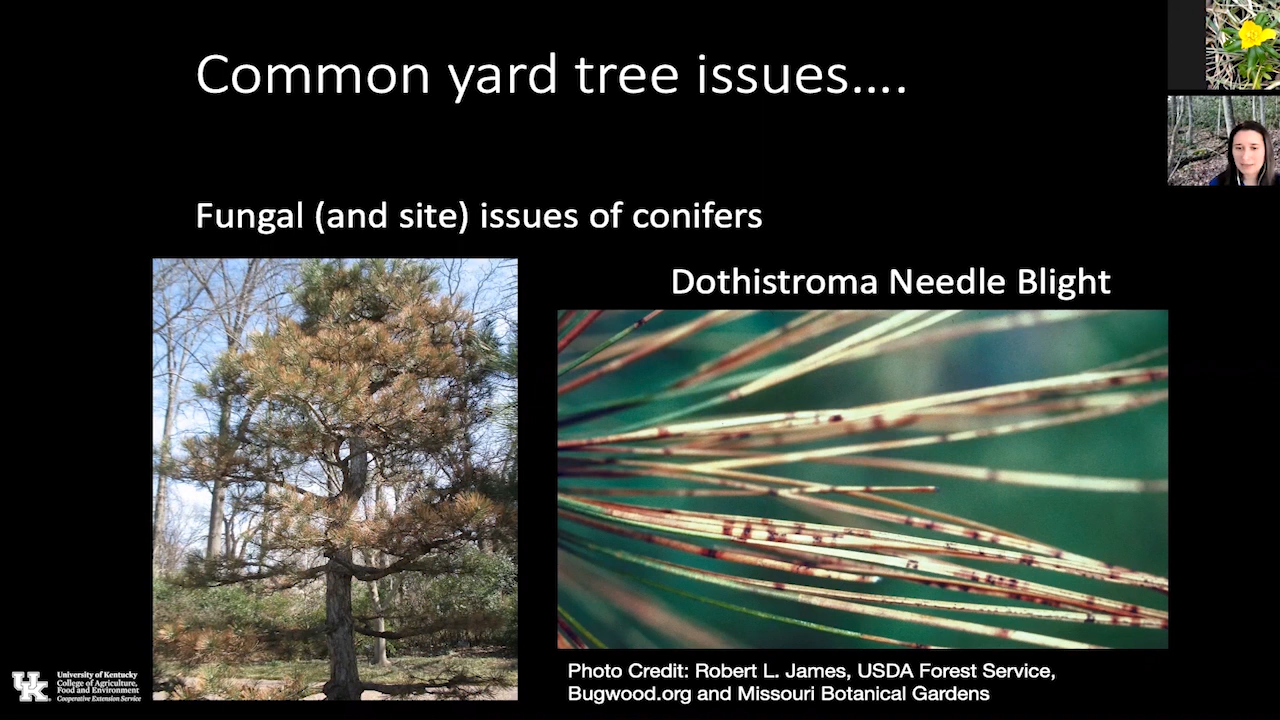 Common yard tree issues....
Fungal (and site) issues of conifers
Dothistroma Needle Blight
Photo Credit: Robert L. James, USDA Forest Service,
Bugwood.org and Missouri Botanical Gardens
UK
University of Kentucky
College of Agriculture,
Food and Environment
Cooperative Extension Service